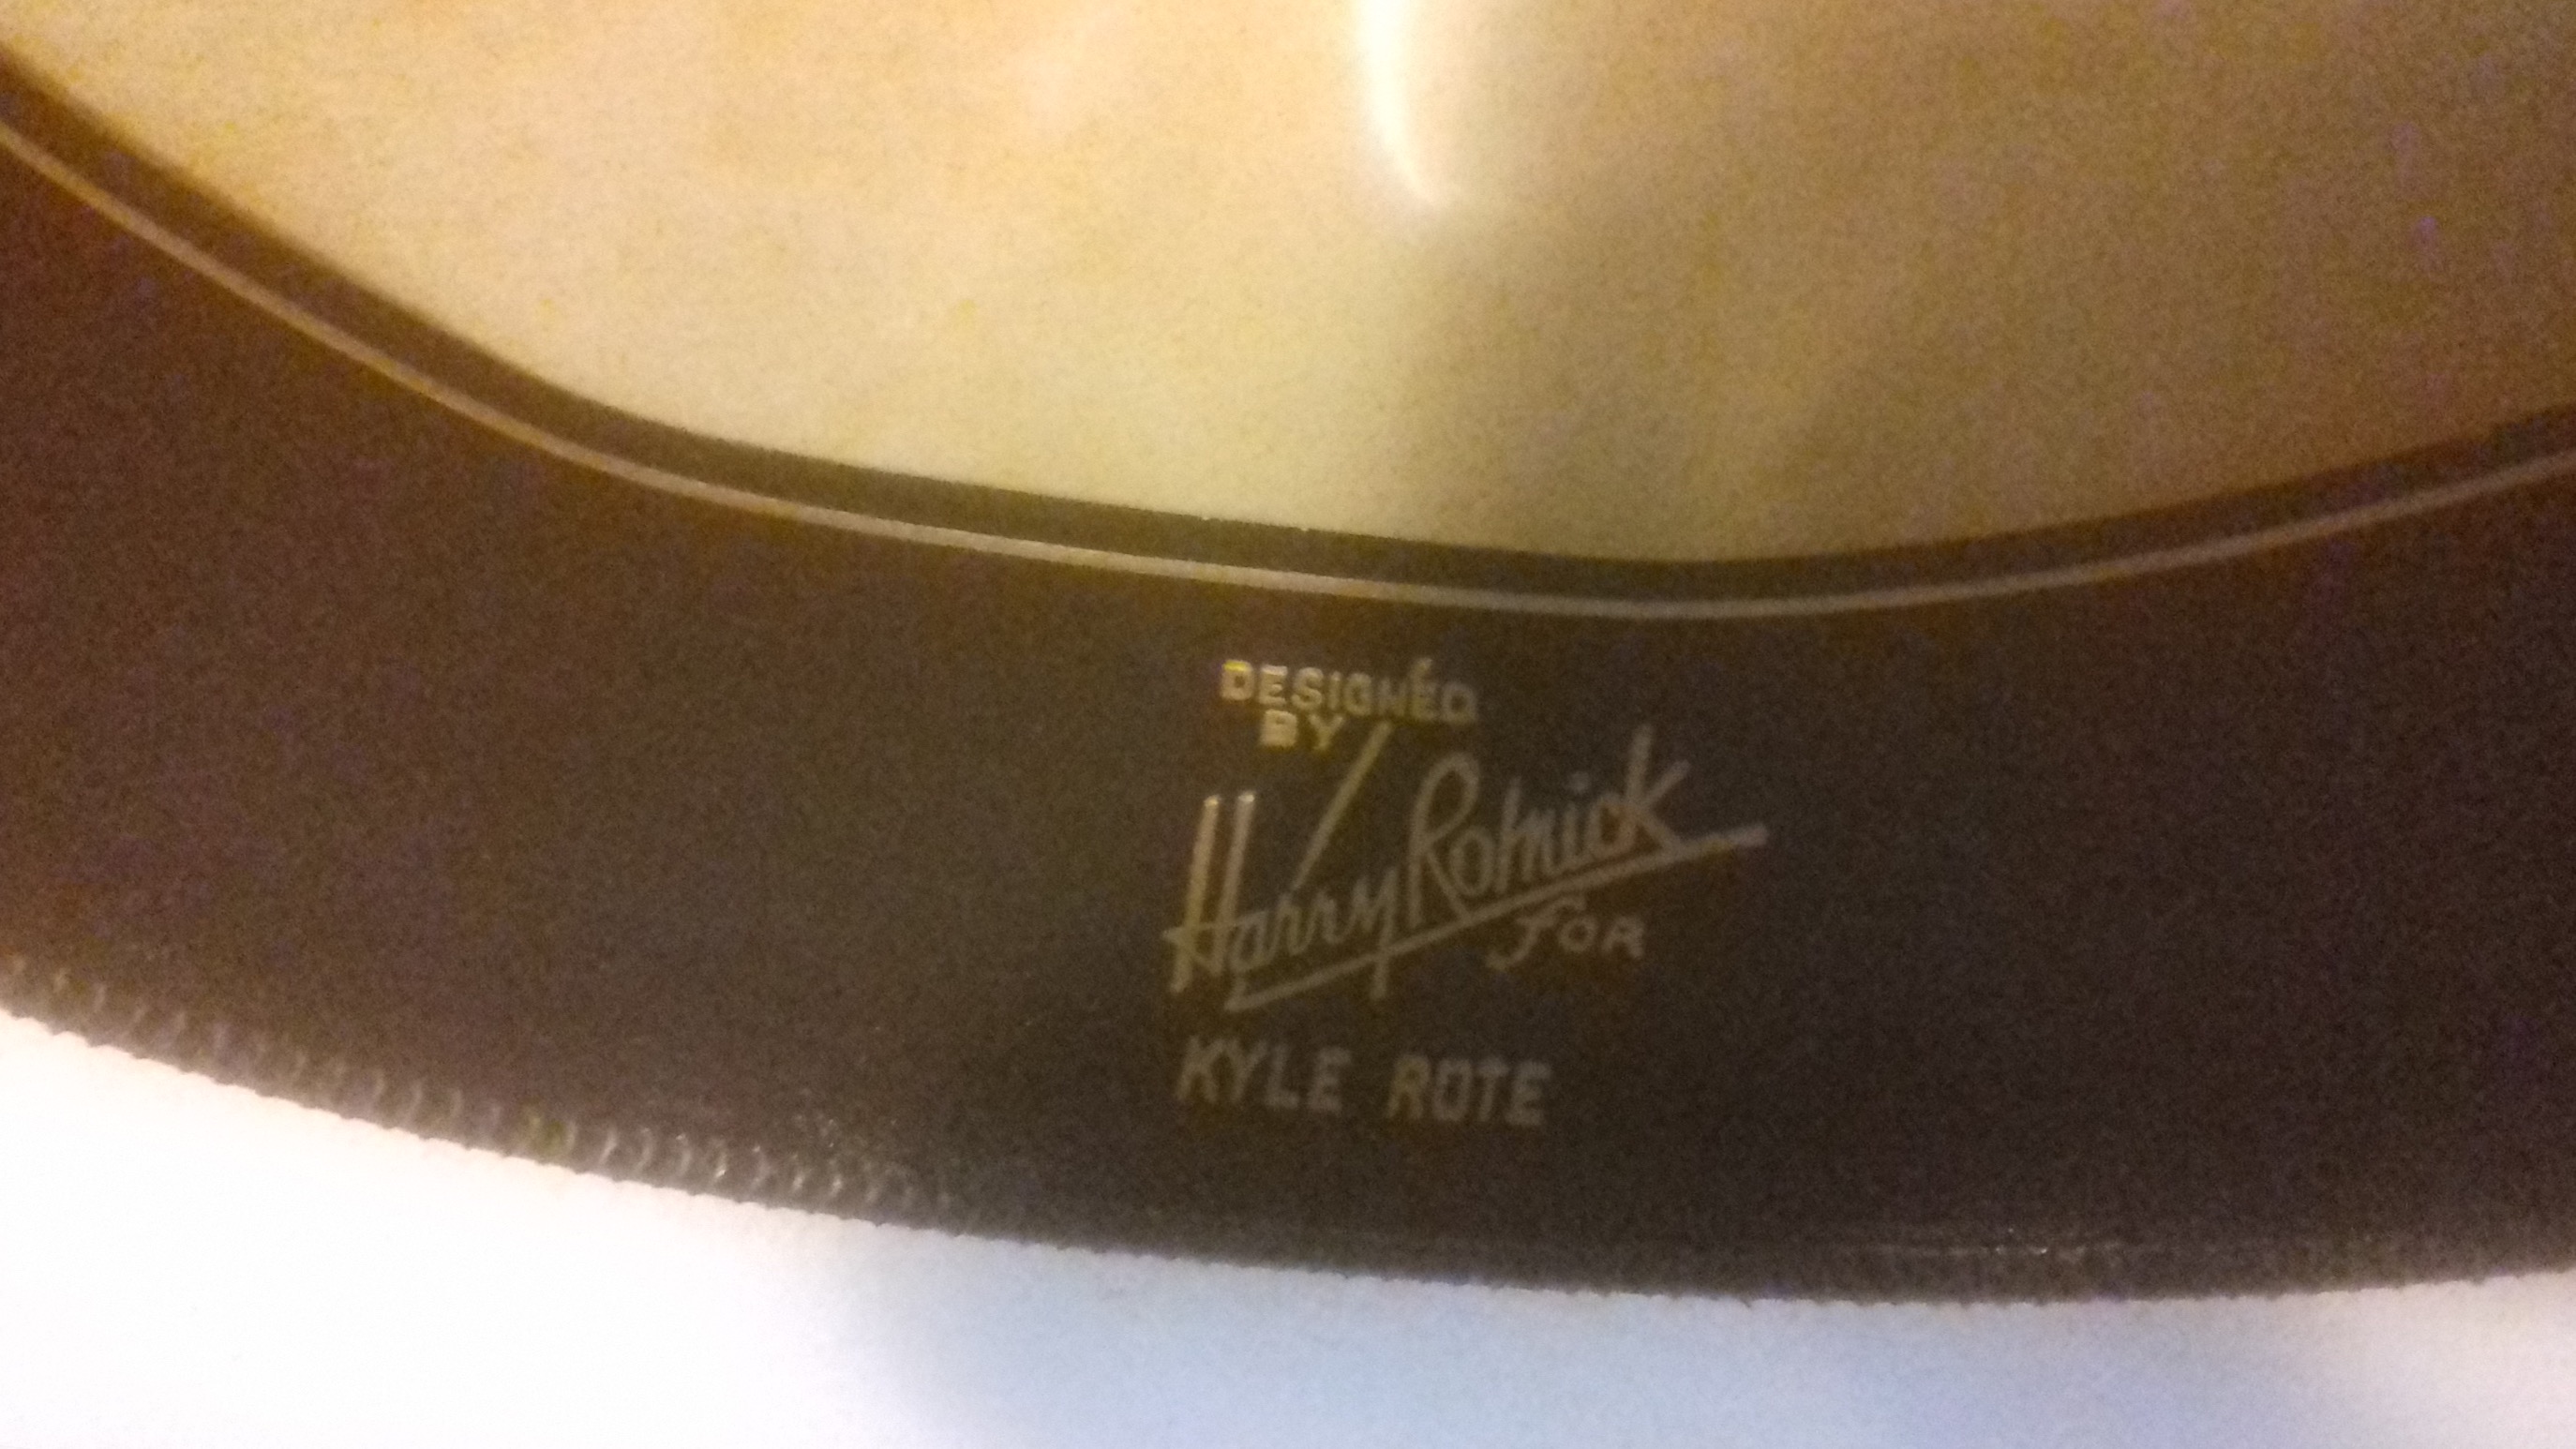 DESIGNED
BY
Harry Rolnick
FOR
KYLE ROTE